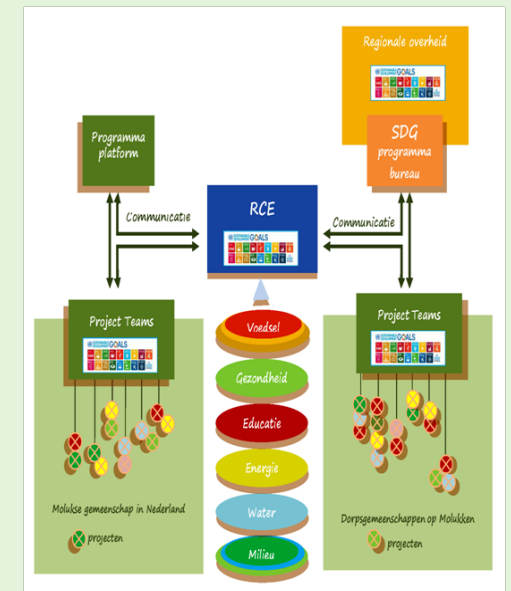 Regionale overheid
GOALS
SDG
programma
bureau
Programma
platform
Communicatie
RCE
GOALS
Communicatie
Project Teams
GOALS
Project Teams
GOALS
Voedsel
Gezondheid
Educatie
Energie
Water
Milieu
Molukse gemeenschap in Nederland
projecten
Dorpsgemeenschappen op Molukken
projecten